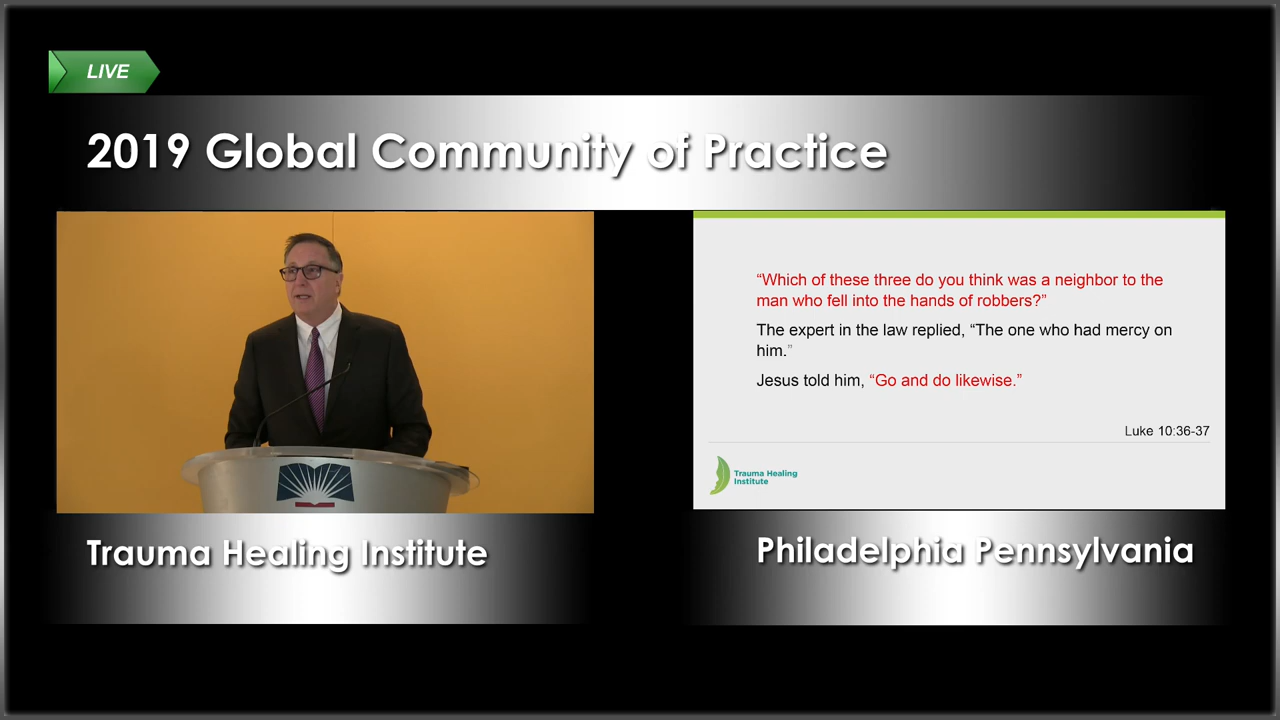 LIVE
2019 Global Community of Practice
“Which of these three do you think was a neighbor to the
man who fell into the hands of robbers?”
The expert in the law replied, “The one who had mercy on
him.”
Jesus told him, “Go and do likewise.”
Luke 10:36-37
Trauma Healing
Institute
Trauma Healing Institute
Philadelphia Pennsylvania